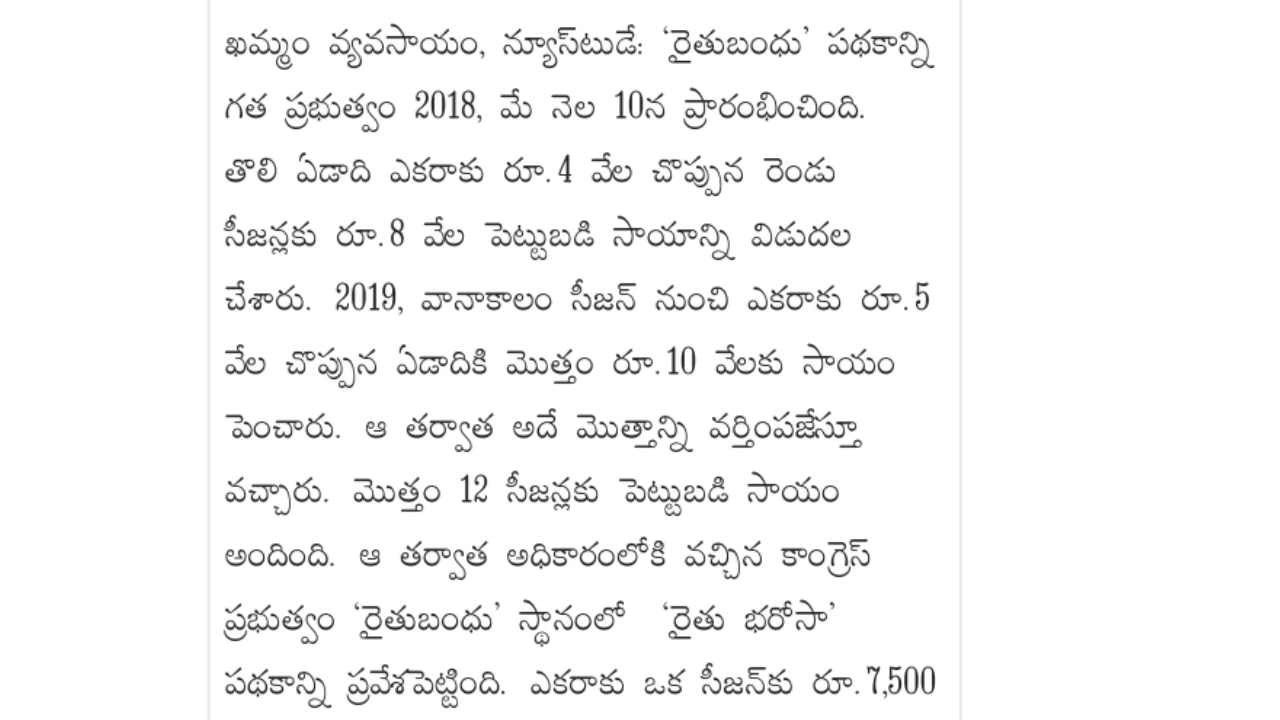 ఖమ్మం వ్యవసాయం, న్యూస్‌టుడే: ‘రైతుబంధు’ పథకాన్ని
గత ప్రభుత్వం 2018, మే నెల 10న ప్రారంభించింది.
తొలి ఏడాది ఎకరాకు రూ.4 వేల చొప్పున రెండు
సీజన్లకు రూ.8 వేల పెట్టుబడి సాయాన్ని విడుదల
చేశారు. 2019, వానాకాలం సీజన్ నుంచి ఎకరాకు రూ.5
వేల చొప్పున ఏడాదికి మొత్తం రూ.10 వేలకు సాయం
పెంచారు. ఆ తర్వాత అదే మొత్తాన్ని వర్తింపజేస్తూ
వచ్చారు. మొత్తం 12 సీజన్లకు పెట్టుబడి సాయం
అందింది. ఆ తర్వాత అధికారంలోకి వచ్చిన కాంగ్రెస్
ప్రభుత్వం ‘రైతుబంధు’ స్థానంలో ‘రైతు భరోసా’
పథకాన్ని ప్రవేశపెట్టింది. ఎకరాకు ఒక సీజన్‌కు రూ.7,500